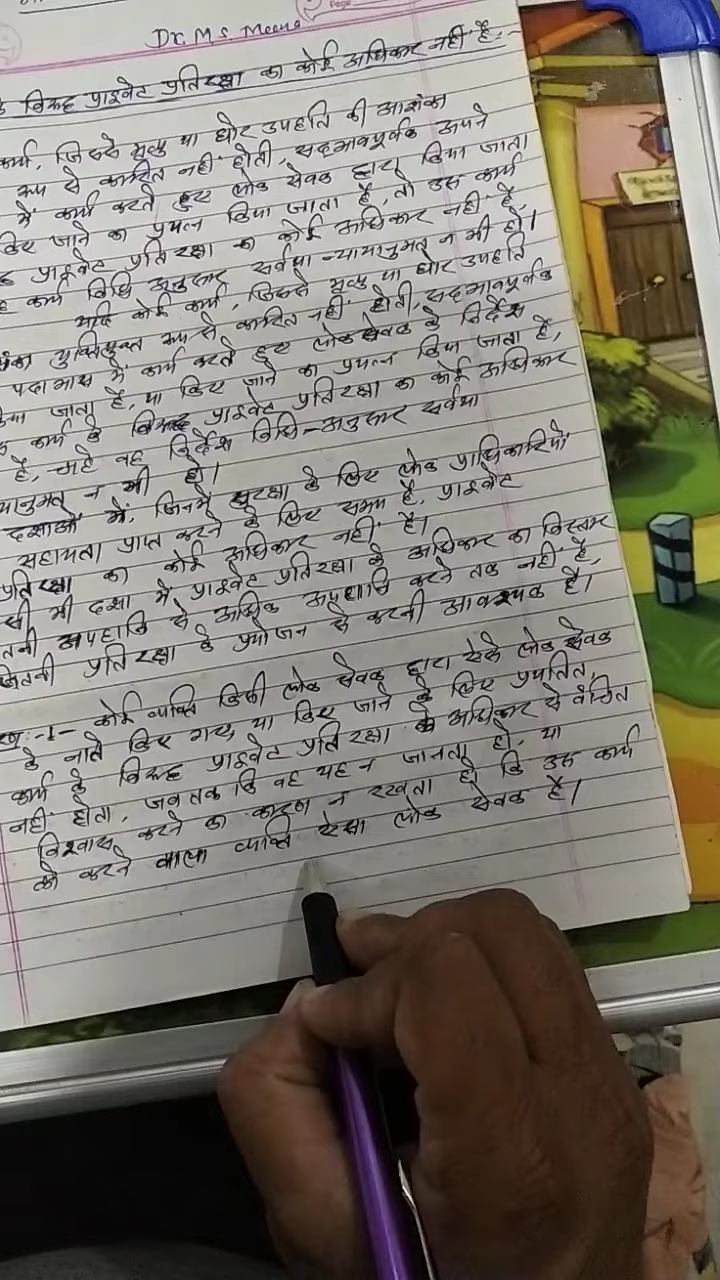 Page
Dr. M S Meena
के विरुद्ध प्राइवेट प्रतिरक्षा का कोई अधिकार नहीं है:-
कार्य, जिससे मृत्यु या घोर उपहति की आशंका
रूप से कारित नहीं होती, सदभावपूर्वक अपने
में कार्य करते हुए लोक सेवक द्वारा किया जाता
किए जाने का प्रयत्न किया जाता है, तो उस कार्य
प्राइवेट प्रतिरक्षा का कोई अधिकार नहीं है,
कार्य विधि अनुसार सर्वथा न्यायानुमत न भी हो।
यदि कोई कार्य, जिससे मृत्यु या घोर उपहति
युक्तियुक्त रूप से कारित नहीं होती, सदभावपूर्वक
पदाभास में कार्य करते हुए लोक सेवक के निर्देश
किया जाता है, या किए जाने का प्रयत्न किया जाता है,
कार्य के विरुद्ध प्राइवेट प्रतिरक्षा का कोई अधिकार
है, चाहे वह निर्देश विधि-अनुसार सर्वथा
यानुमत न भी हो।
दशाओं में, जिनमें सुरक्षा के लिए लोक प्राधिकारियों
सहायता प्राप्त करने के लिए समय है, प्राइवेट
प्रतिरक्षा का कोई अधिकार नहीं है।
सी भी दशा में प्राइवेट प्रतिरक्षा के अधिकार का विस्तार
तनी अपहानि से अधिक अपहानि करने तक नहीं है,
जितनी प्रतिरक्षा के प्रयोजन से करनी आवश्यक है।
रण:-1- कोई व्यक्ति किसी लोक सेवक द्वारा ऐसे लोक सेवक
के नाते किए गए, या किए जाने के लिए प्रयतित,
कार्य के विरुद्ध प्राइवेट प्रतिरक्षा के अधिकार से वंचित
नहीं होता, जब तक कि वह यह न जानता हो, या
विश्वास करने का कारण न रखता हो कि उस कार्य
को करने वाला व्यक्ति ऐसा लोक सेवक है।